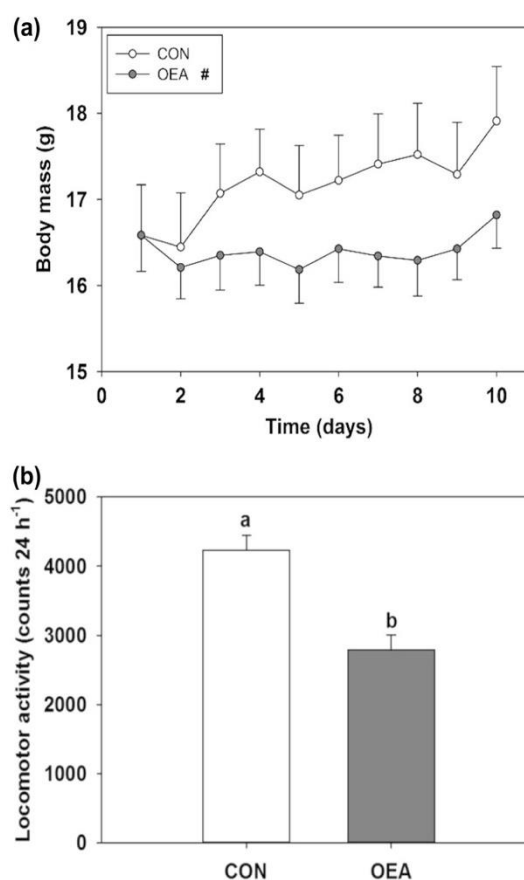 (a)
19
18
17
16
15
Body mass (g)
CON
OEA #
0 2 4 6 8 10
Time (days)
(b)
5000
4000
3000
2000
1000
0
Locomotor activity (counts 24 h⁻¹)
a
b
CON OEA